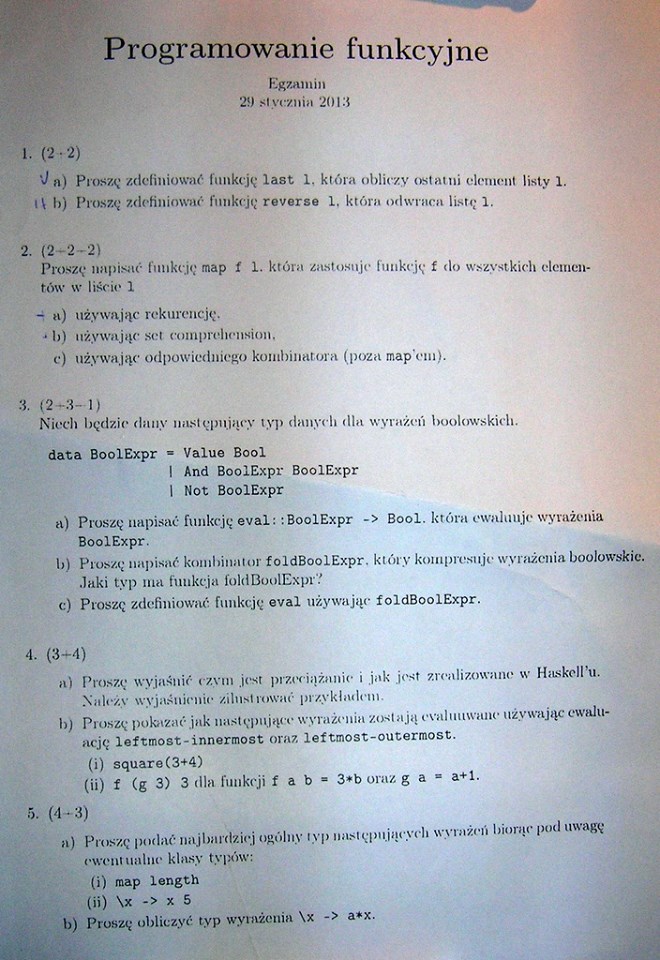 Programowanie funkcyjne
Egzamin
29 stycznia 2013
1. (2+2)
a) Proszę zdefiniować funkcję last l, która obliczy ostatni element listy l.
b) Proszę zdefiniować funkcję reverse l, która odwraca listę l.
2. (2+2+2)
Proszę napisać funkcję map f l, która zastosuje funkcję f do wszystkich elemen-
tów w liście l
a) używając rekurencję,
b) używając set comprehension,
c) używając odpowiedniego kombinatora (poza map'em).
3. (2+3+1)
Niech będzie dany następujący typ danych dla wyrażeń boolowskich.
data BoolExpr = Value Bool
| And BoolExpr BoolExpr
| Not BoolExpr
a) Proszę napisać funkcję eval::BoolExpr -> Bool, która ewaluuje wyrażenia
BoolExpr.
b) Proszę napisać kombinator foldBoolExpr, który kompresuje wyrażenia boolowskie.
Jaki typ ma funkcja foldBoolExpr?
c) Proszę zdefiniować funkcję eval używając foldBoolExpr.
4. (3+4)
a) Proszę wyjaśnić czym jest przeciążanie i jak jest zrealizowane w Haskell'u.
Należy wyjaśnienie zilustrować przykładem.
b) Proszę pokazać jak następujące wyrażenia zostają evaluuwane używając ewalu-
ację leftmost-innermost oraz leftmost-outermost.
(i) square(3+4)
(ii) f (g 3) 3 dla funkcji f a b = 3*b oraz g a = a+1.
5. (4+3)
a) Proszę podać najbardziej ogólny typ następujących wyrażeń biorąc pod uwagę
ewentualne klasy typów:
(i) map length
(ii) \x -> x 5
b) Proszę obliczyć typ wyrażenia \x -> a*x.